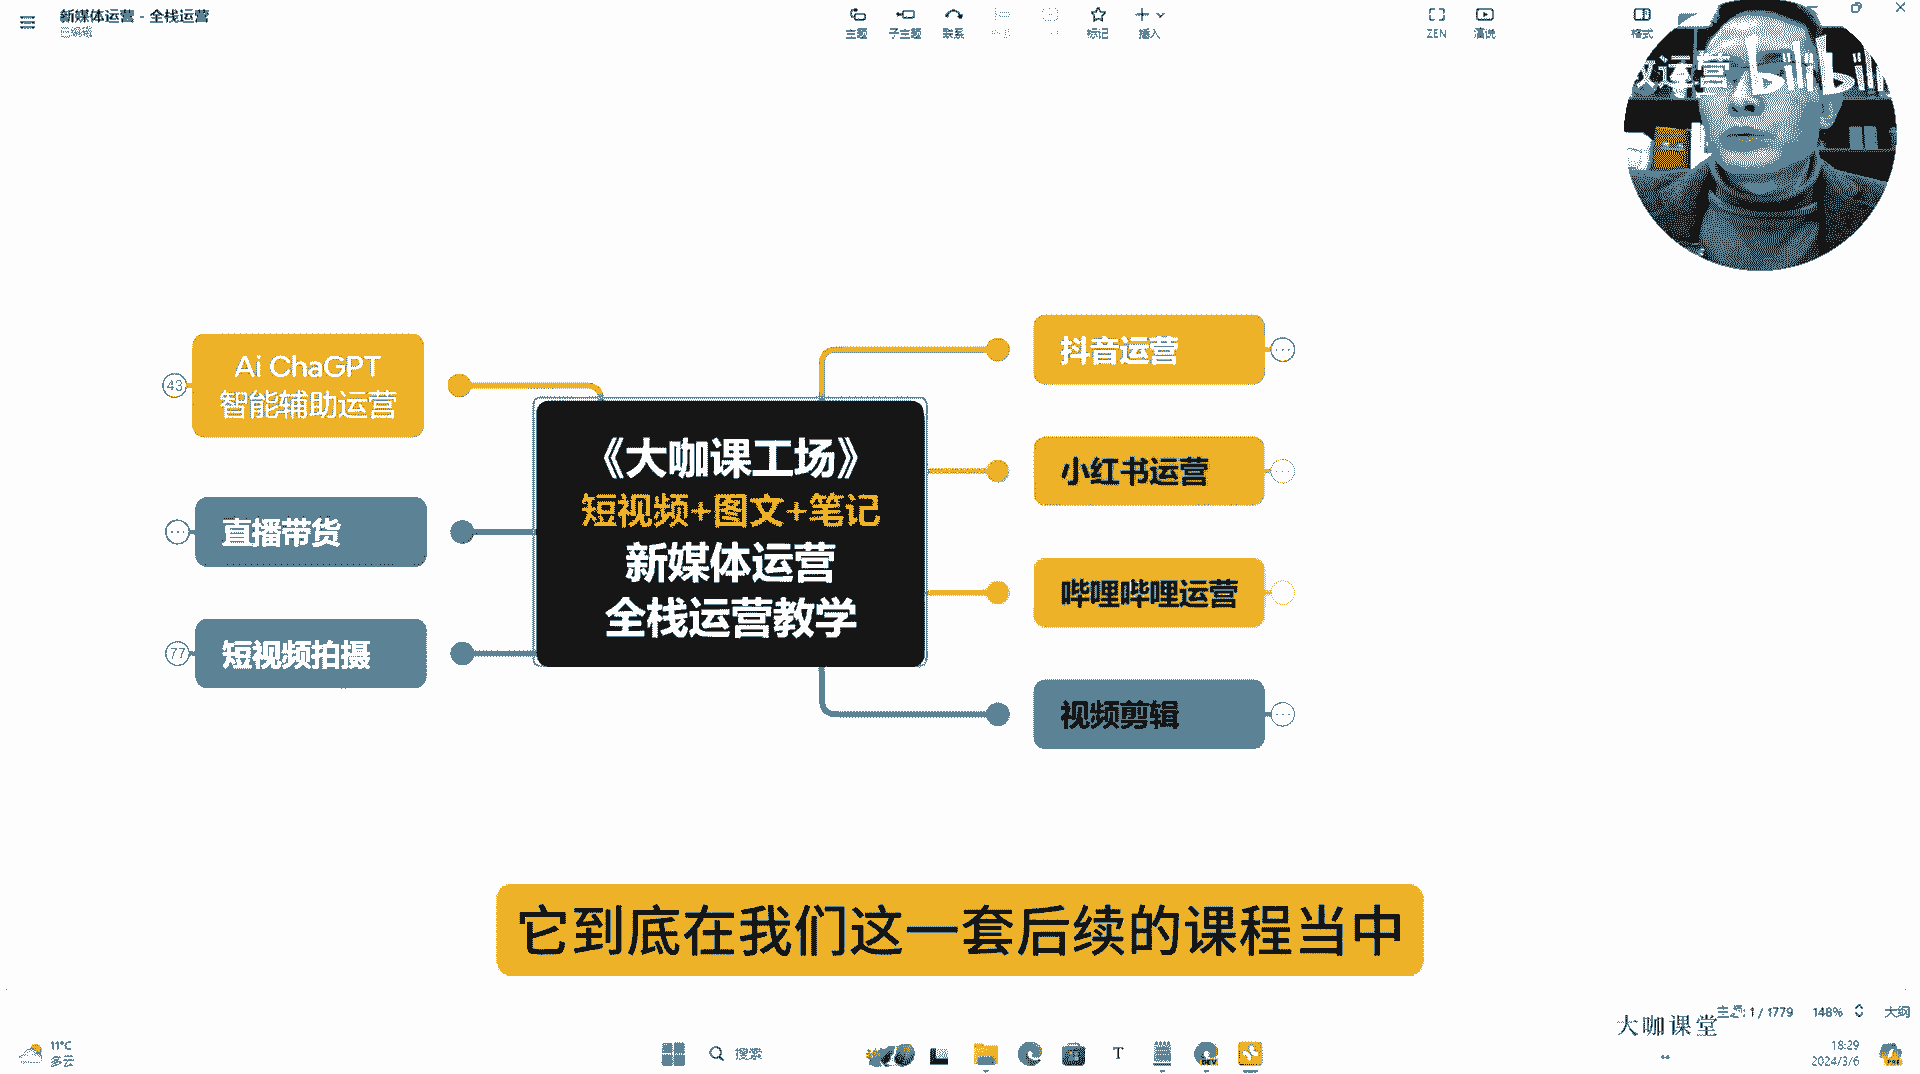 新媒体运营 - 全栈运营
已编辑
主题
子主题
联系
标记
插入
ZEN
演说
格式
效运营 bilibili
Ai ChaGPT
智能辅助运营
43
直播带货
短视频拍摄
77
《大咖课工场》
短视频+图文+笔记
新媒体运营
全栈运营教学
抖音运营
小红书运营
哔哩哔哩运营
视频剪辑
它到底在我们这一套后续的课程当中
大咖课堂
主题: 1 / 1779
148%
大纲
11°C
多云
搜索
T
DEV
18:29
2024/3/6